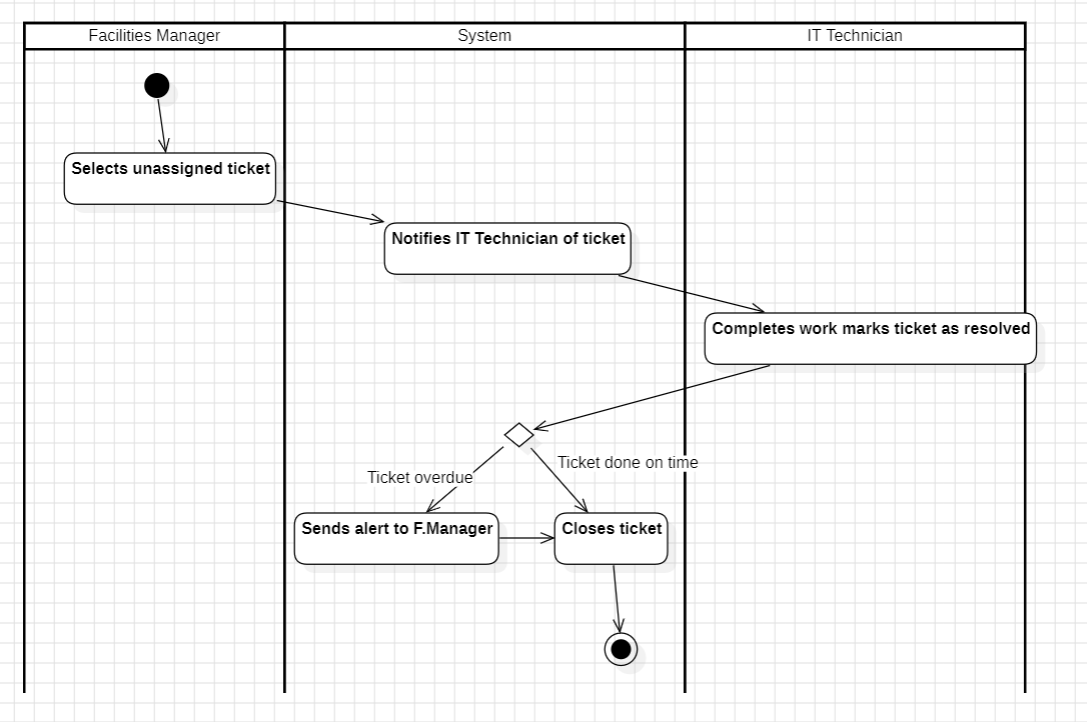 Facilities Manager
System
IT Technician
Selects unassigned ticket
Notifies IT Technician of ticket
Completes work marks ticket as resolved
Ticket overdue
Ticket done on time
Sends alert to F.Manager
Closes ticket